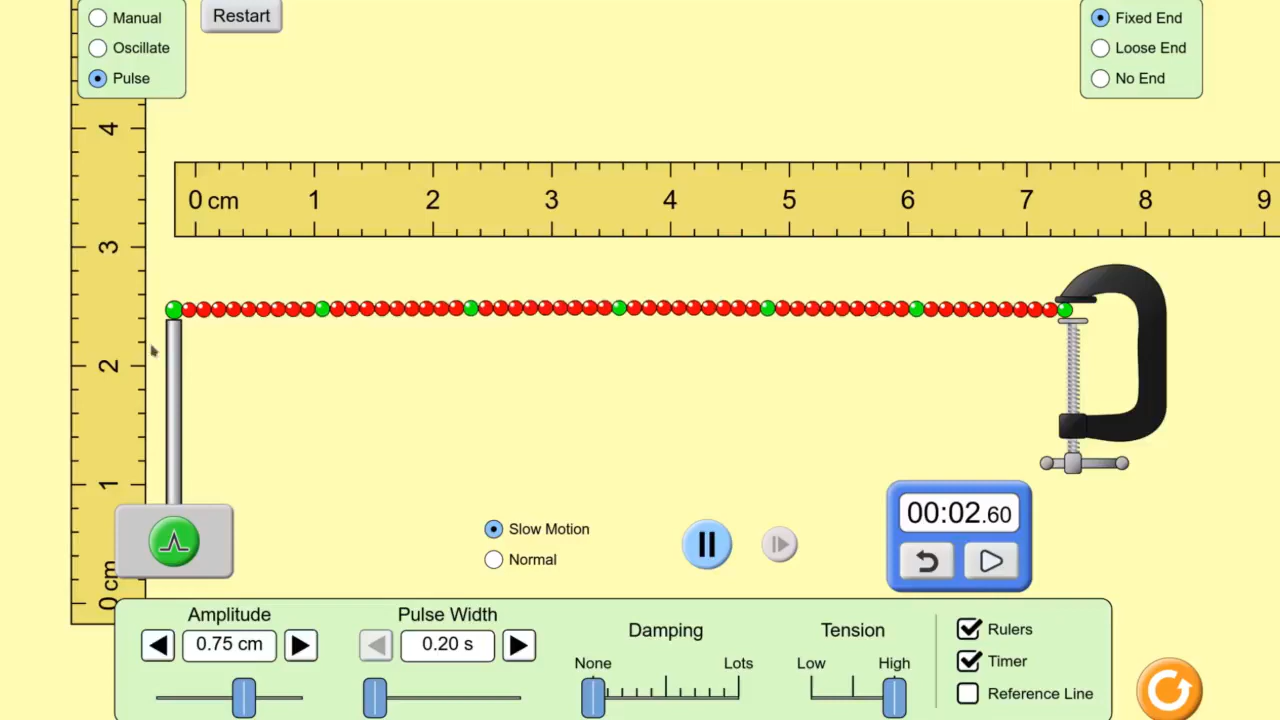 Manual
Oscillate
Pulse
Restart
Fixed End
Loose End
No End
4
3
2
1
0 cm
0 cm 1 2 3 4 5 6 7 8 9
Slow Motion
Normal
00:02.60
Amplitude
0.75 cm
Pulse Width
0.20 s
Damping
None Lots
Tension
Low High
Rulers
Timer
Reference Line